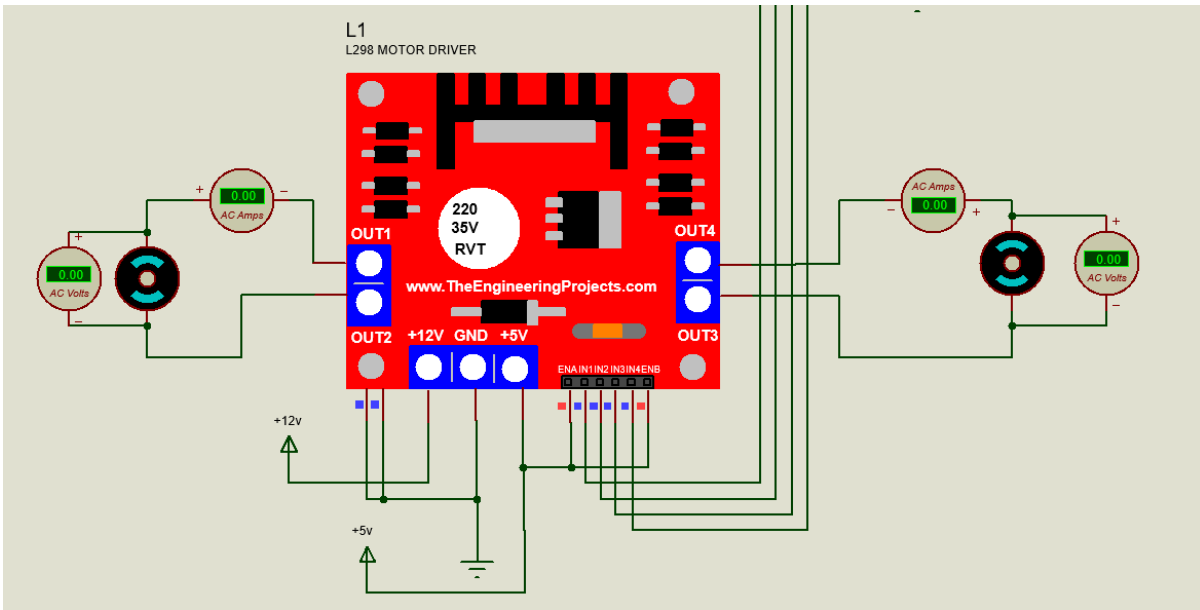 L1
L298 MOTOR DRIVER
+
0.00
−
AC Amps
+
0.00
AC Volts
−
220
35V
RVT
OUT1
OUT2
OUT4
OUT3
www.TheEngineeringProjects.com
+12V GND +5V
ENA IN1 IN2 IN3 IN4 ENB
AC Amps
−
0.00
+
+
0.00
AC Volts
−
+12v
+5v